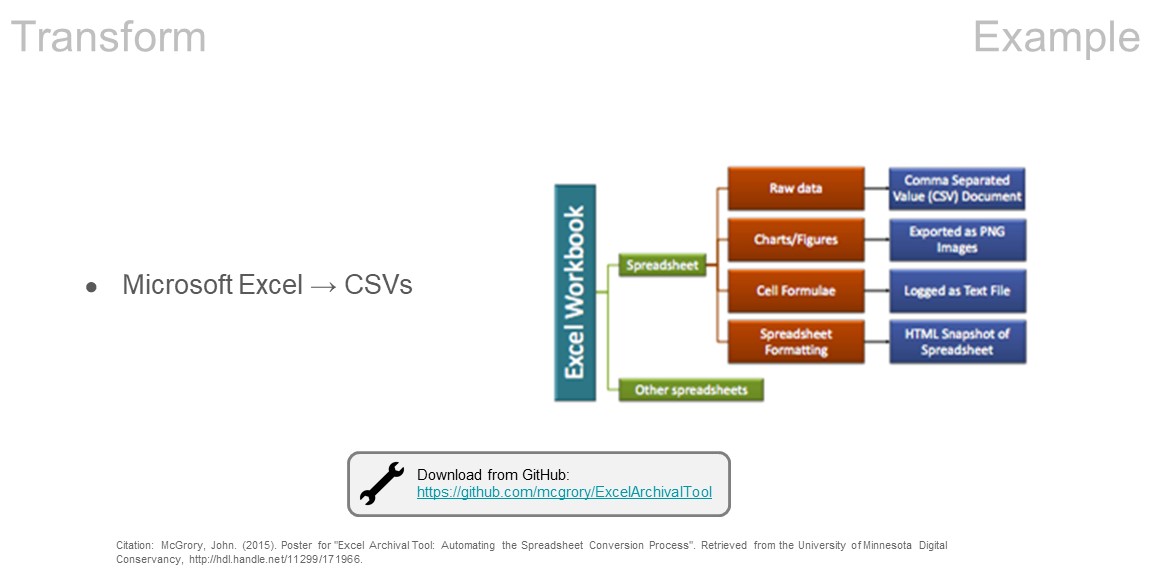 Transform
Example
● Microsoft Excel → CSVs
Excel Workbook
Spreadsheet
Other spreadsheets
Raw data
Comma Separated
Value (CSV) Document
Charts/Figures
Exported as PNG
Images
Cell Formulae
Logged as Text File
Spreadsheet
Formatting
HTML Snapshot of
Spreadsheet
Download from GitHub:
https://github.com/mcgrory/ExcelArchivalTool
Citation: McGrory, John. (2015). Poster for "Excel Archival Tool: Automating the Spreadsheet Conversion Process". Retrieved from the University of Minnesota Digital
Conservancy, http://hdl.handle.net/11299/171966.